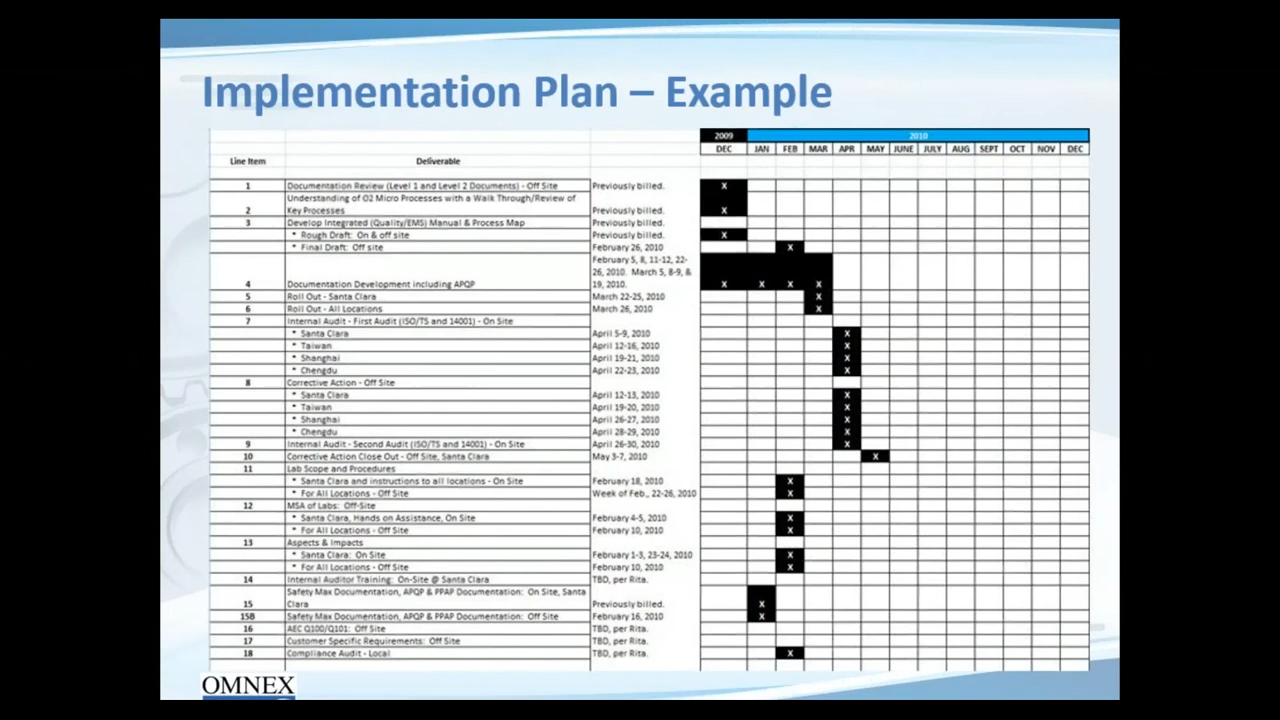 Implementation Plan – Example
2009 2010
Line Item Deliverable DEC JAN FEB MAR APR MAY JUNE JULY AUG SEPT OCT NOV DEC
1 Documentation Review (Level 1 and Level 2 Documents) - Off Site Previously billed. X
Understanding of O2 Micro Processes with a Walk Through/Review of
2 Key Processes Previously billed. X
3 Develop Integrated (Quality/EMS) Manual & Process Map Previously billed.
* Rough Draft: On & off site Previously billed. X
* Final Draft: Off site February 26, 2010 X
February 5, 8, 11-12, 22-
26, 2010. March 5, 8-9, &
4 Documentation Development including APQP 19, 2010. X X X X
5 Roll Out - Santa Clara March 22-25, 2010 X
6 Roll Out - All Locations March 26, 2010 X
7 Internal Audit - First Audit (ISO/TS and 14001) - On Site
* Santa Clara April 5-9, 2010 X
* Taiwan April 12-16, 2010 X
* Shanghai April 19-21, 2010 X
* Chengdu April 22-23, 2010 X
8 Corrective Action - Off Site
* Santa Clara April 12-13, 2010 X
* Taiwan April 19-20, 2010 X
* Shanghai April 26-27, 2010 X
* Chengdu April 28-29, 2010 X
9 Internal Audit - Second Audit (ISO/TS and 14001) - On Site April 26-30, 2010 X
10 Corrective Action Close Out - Off Site, Santa Clara May 3-7, 2010 X
11 Lab Scope and Procedures
* Santa Clara and instructions to all locations - On Site February 18, 2010 X
* For All Locations - Off Site Week of Feb., 22-26, 2010 X
12 MSA of Labs: Off-Site
* Santa Clara, Hands on Assistance, On Site February 4-5, 2010 X
* For All Locations - Off Site February 10, 2010 X
13 Aspects & Impacts
* Santa Clara: On Site February 1-3, 23-24, 2010 X
* For All Locations - Off Site February 10, 2010 X
14 Internal Auditor Training: On-Site @ Santa Clara TBD, per Rita.
Safety Max Documentation, APQP & PPAP Documentation: On Site, Santa
15 Clara Previously billed. X
15B Safety Max Documentation, APQP & PPAP Documentation: Off Site February 16, 2010 X
16 AEC Q100/Q101: Off Site TBD, per Rita.
17 Customer Specific Requirements: Off Site TBD, per Rita.
18 Compliance Audit - Local TBD, per Rita. X
OMNEX